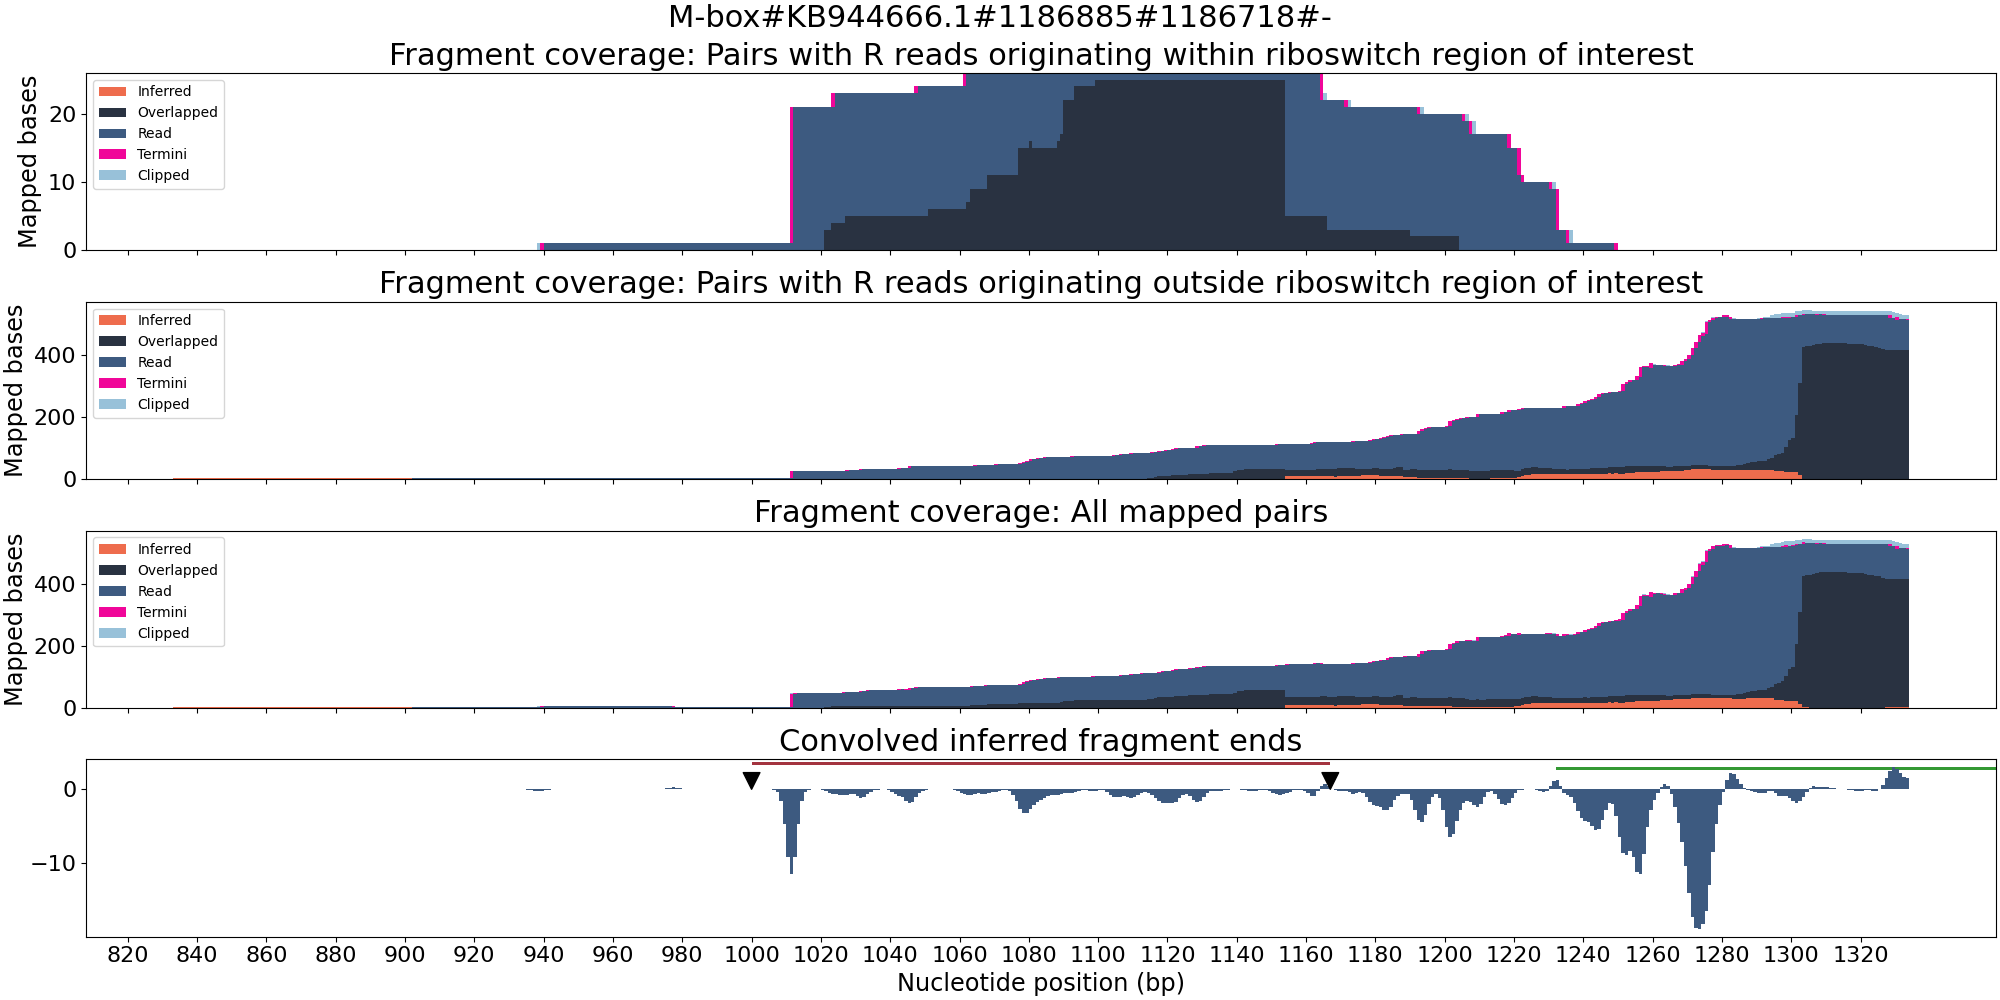 M-box#KB944666.1#1186885#1186718#-
Fragment coverage: Pairs with R reads originating within riboswitch region of interest
Mapped bases
20
10
0
Inferred
Overlapped
Read
Termini
Clipped
Fragment coverage: Pairs with R reads originating outside riboswitch region of interest
Mapped bases
400
200
0
Inferred
Overlapped
Read
Termini
Clipped
Fragment coverage: All mapped pairs
Mapped bases
400
200
0
Inferred
Overlapped
Read
Termini
Clipped
Convolved inferred fragment ends
0
−10
820 840 860 880 900 920 940 960 980 1000 1020 1040 1060 1080 1100 1120 1140 1160 1180 1200 1220 1240 1260 1280 1300 1320
Nucleotide position (bp)